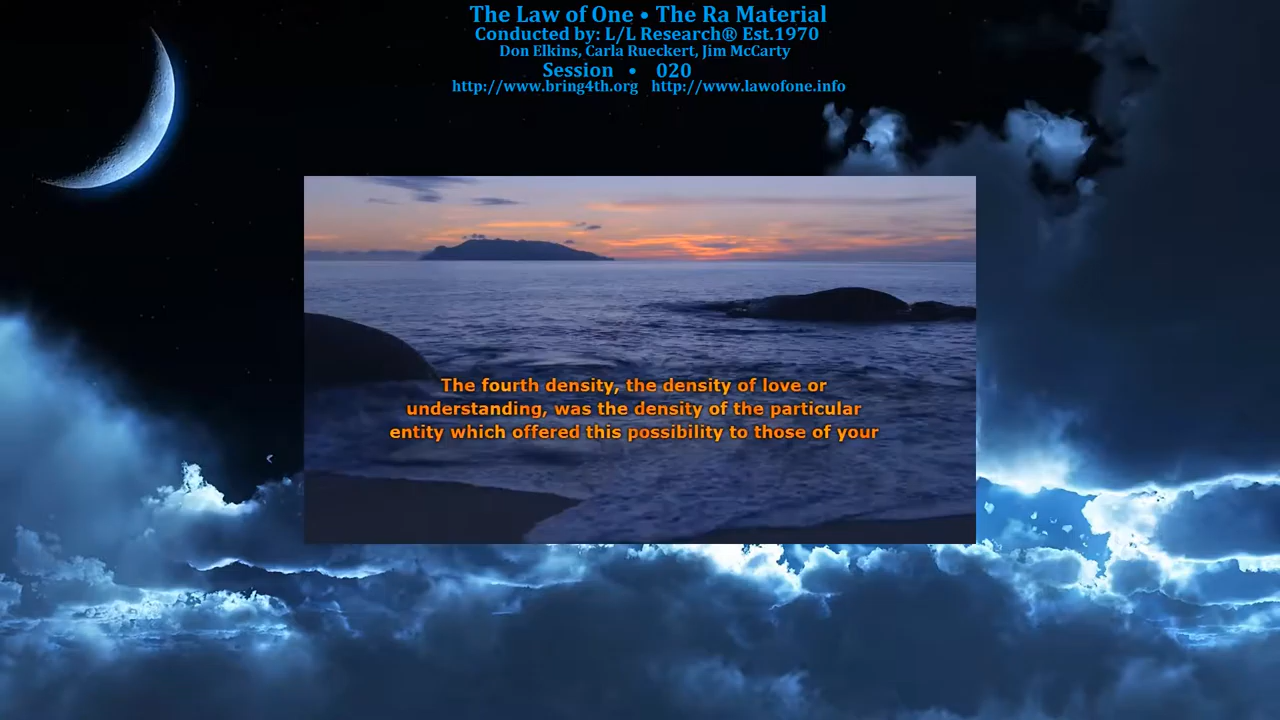 The Law of One • The Ra Material
Conducted by: L/L Research® Est.1970
Don Elkins, Carla Rueckert, Jim McCarty
Session • 020
http://www.bring4th.org http://www.lawofone.info
The fourth density, the density of love or
understanding, was the density of the particular
entity which offered this possibility to those of your